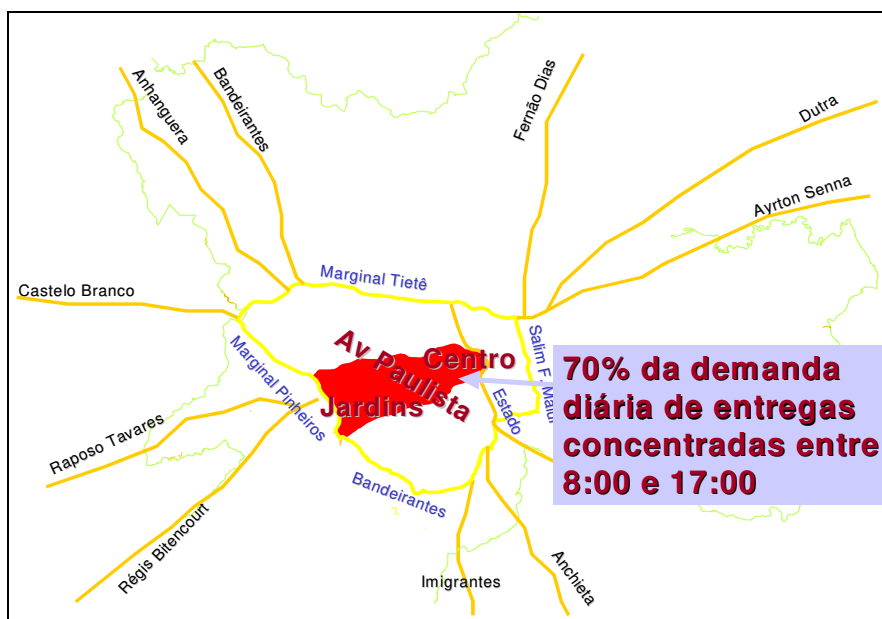 Anhanguera
Bandeirantes
Fernão Dias
Dutra
Ayrton Senna
Castelo Branco
Marginal Tietê
Marginal Pinheiros
Salim F. Maluf
Av Paulista
Centro
Jardins
Estado
70% da demanda
diária de entregas
concentradas entre
8:00 e 17:00
Raposo Tavares
Régis Bitencourt
Bandeirantes
Imigrantes
Anchieta